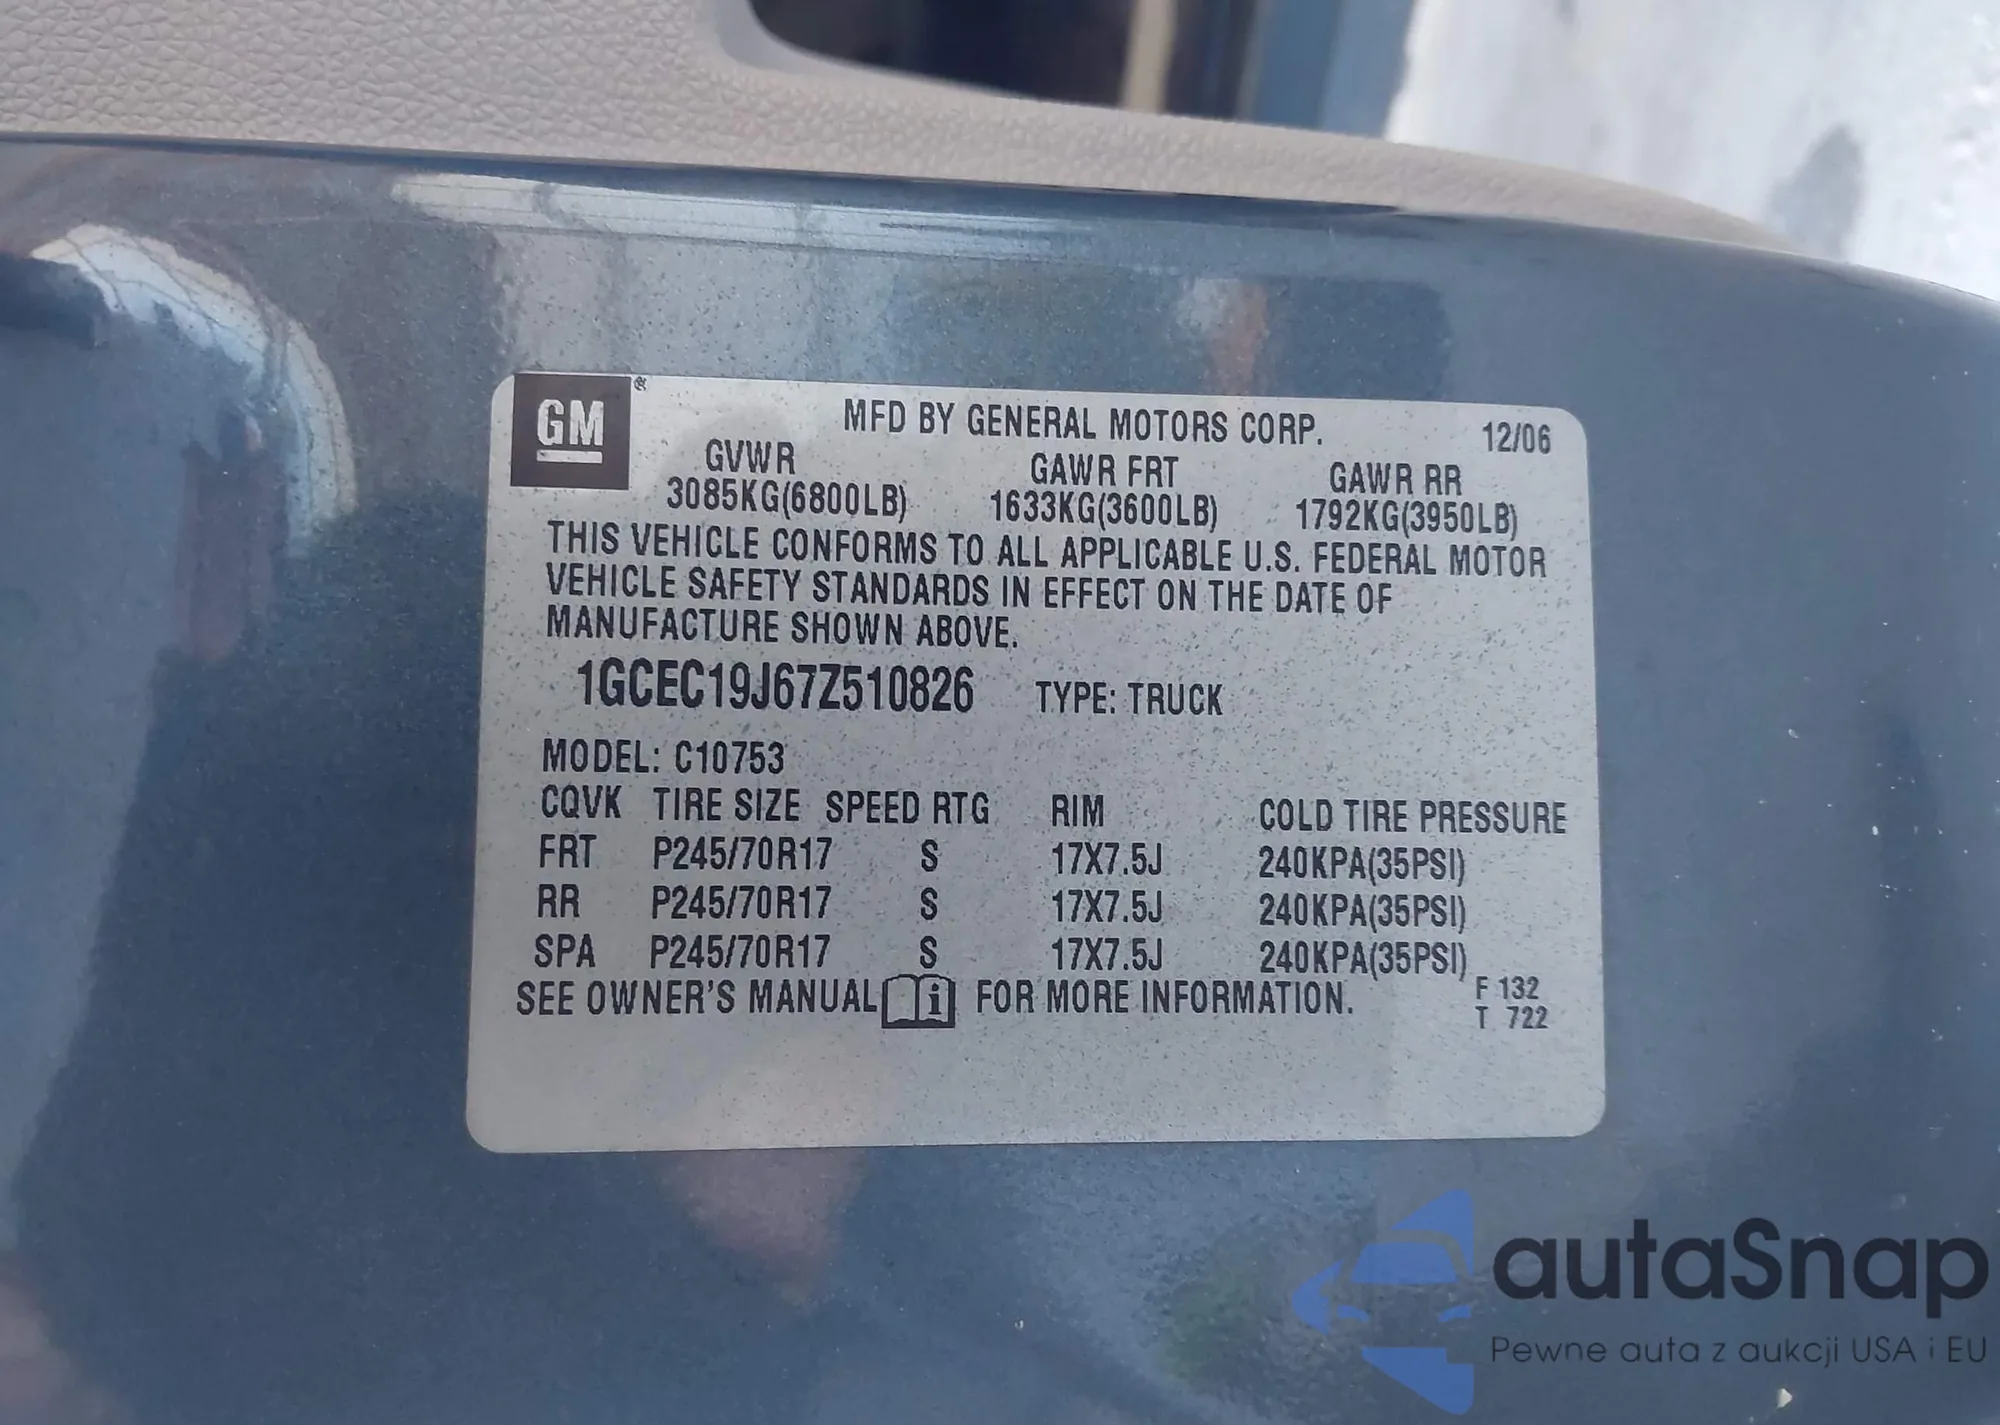 GM
MFD BY GENERAL MOTORS CORP. 12/06
GVWR GAWR FRT GAWR RR
3085KG(6800LB) 1633KG(3600LB) 1792KG(3950LB)
THIS VEHICLE CONFORMS TO ALL APPLICABLE U.S. FEDERAL MOTOR
VEHICLE SAFETY STANDARDS IN EFFECT ON THE DATE OF
MANUFACTURE SHOWN ABOVE.
1GCEC19J67Z510826 TYPE: TRUCK
MODEL: C10753
CQVK TIRE SIZE SPEED RTG RIM COLD TIRE PRESSURE
FRT P245/70R17 S 17X7.5J 240KPA(35PSI)
RR P245/70R17 S 17X7.5J 240KPA(35PSI)
SPA P245/70R17 S 17X7.5J 240KPA(35PSI)
SEE OWNER'S MANUAL i FOR MORE INFORMATION.
F 132
T 722
autaSnap
Pewne auta z aukcji USA i EU